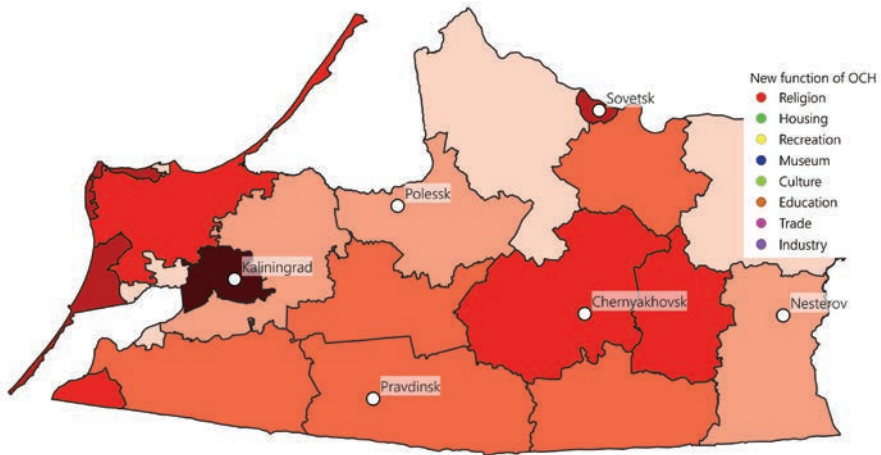 New function of OCH
Religion
Housing
Recreation
Museum
Culture
Education
Trade
Industry
Sovetsk
Polessk
Kaliningrad
Chernyakhovsk
Nesterov
Pravdinsk